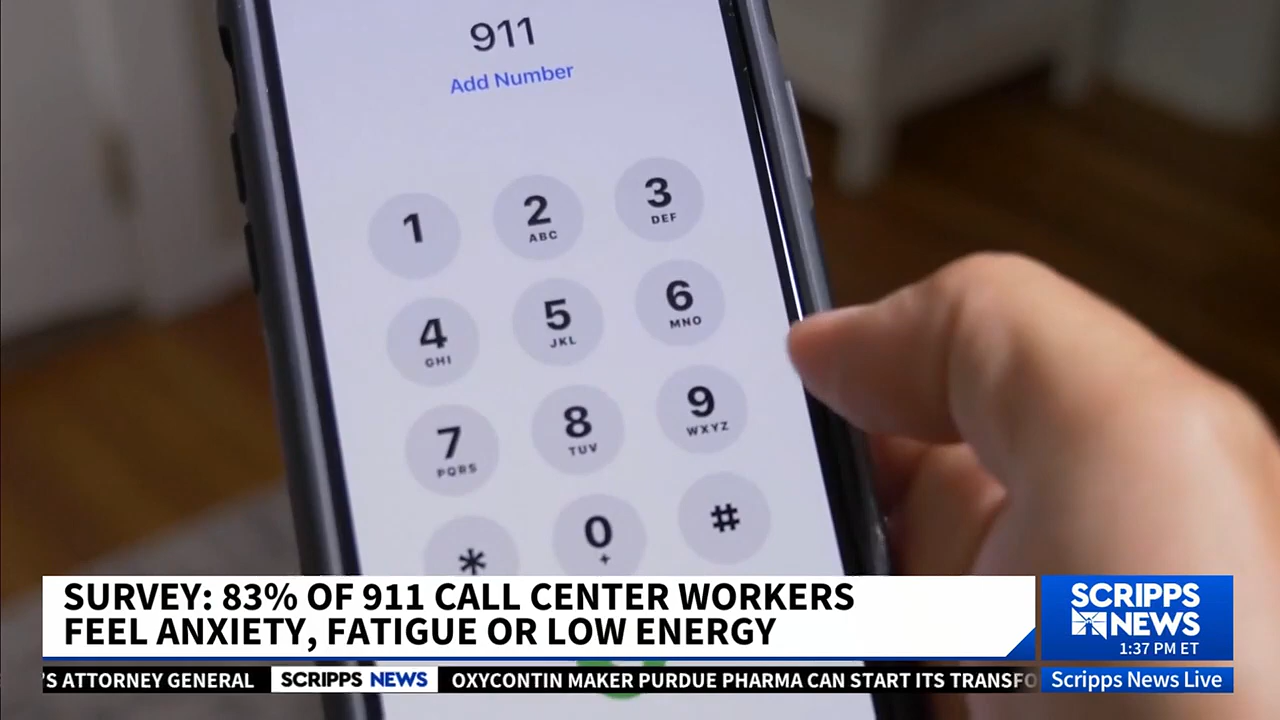 911
Add Number
1
2
ABC
3
DEF
4
GHI
5
JKL
6
MNO
7
PQRS
8
TUV
9
WXYZ
*
0
+
#
SURVEY: 83% OF 911 CALL CENTER WORKERS
FEEL ANXIETY, FATIGUE OR LOW ENERGY
SCRIPPS
NEWS
1:37 PM ET
'S ATTORNEY GENERAL SCRIPPS NEWS OXYCONTIN MAKER PURDUE PHARMA CAN START ITS TRANSFO Scripps News Live